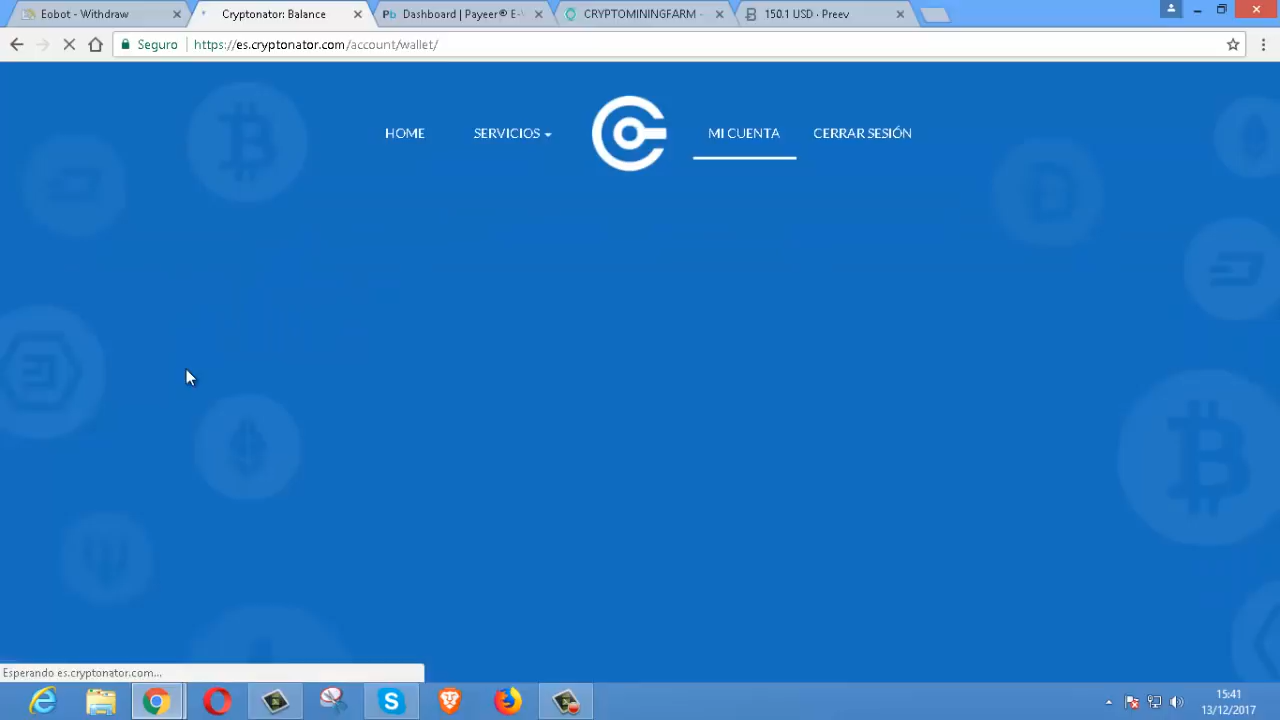 Eobot - Withdraw
Cryptonator: Balance
Dashboard | Payeer® E-
CRYPTOMININGFARM -
150.1 USD · Preev
Seguro
https://es.cryptonator.com/account/wallet/
HOME
SERVICIOS
MI CUENTA
CERRAR SESIÓN
Esperando es.cryptonator.com...
15:41
13/12/2017